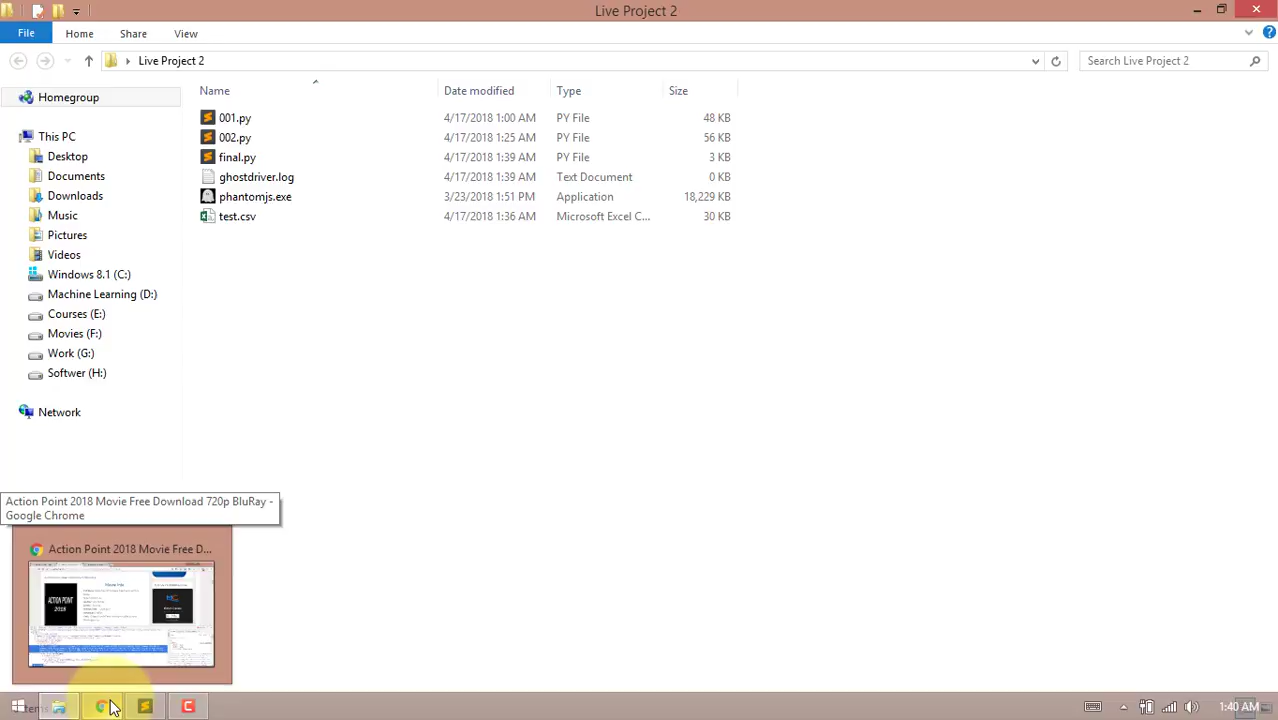 Live Project 2
File Home Share View
Live Project 2 Search Live Project 2
Name Date modified Type Size
Homegroup
This PC
Desktop
Documents
Downloads
Music
Pictures
Videos
Windows 8.1 (C:)
Machine Learning (D:)
Courses (E:)
Movies (F:)
Work (G:)
Softwer (H:)
Network
001.py 4/17/2018 1:00 AM PY File 48 KB
002.py 4/17/2018 1:25 AM PY File 56 KB
final.py 4/17/2018 1:39 AM PY File 3 KB
ghostdriver.log 4/17/2018 1:39 AM Text Document 0 KB
phantomjs.exe 3/23/2018 1:51 PM Application 18,229 KB
test.csv 4/17/2018 1:36 AM Microsoft Excel C... 30 KB
Action Point 2018 Movie Free Download 720p BluRay -
Google Chrome
Action Point 2018 Movie Free D...
ACTION POINT
2018
1:40 AM